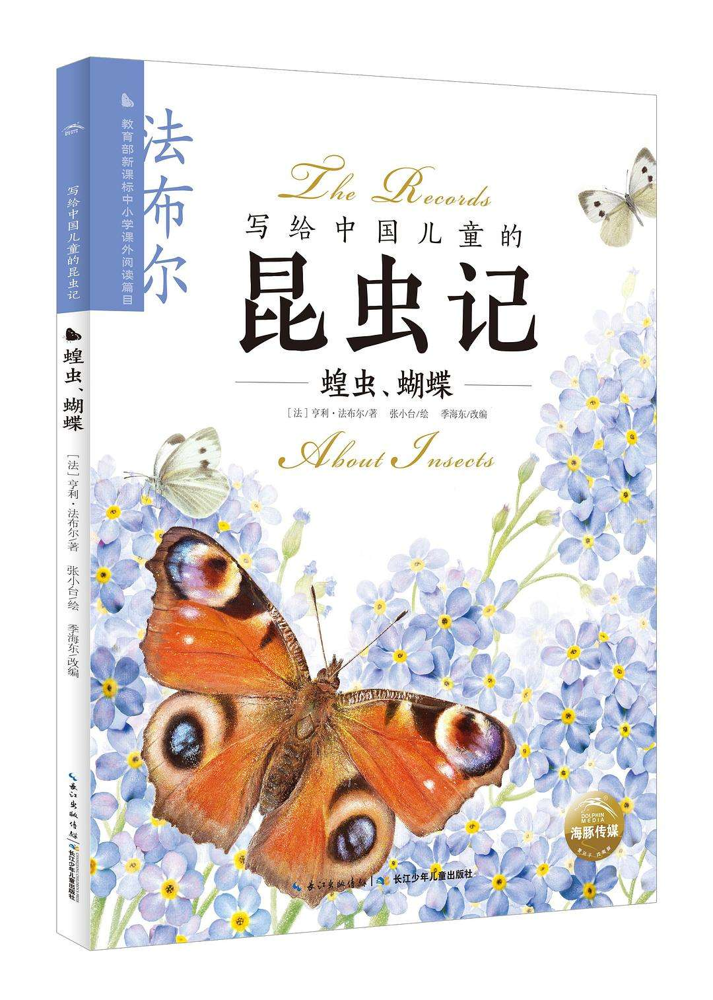 教育部新课标中小学课外阅读篇目
法布尔
The Records
写给中国儿童的
昆虫记
蝗虫、蝴蝶
[法]亨利·法布尔/著 张小台/绘 季海东/改编
About Insects
长江出版传媒 长江少年儿童出版社
DOLPHIN MEDIA
海豚传媒
写给中国儿童的昆虫记
蝗虫、蝴蝶
[法]亨利·法布尔/著 张小台/绘 季海东/改编
长江出版传媒 长江少年儿童出版社